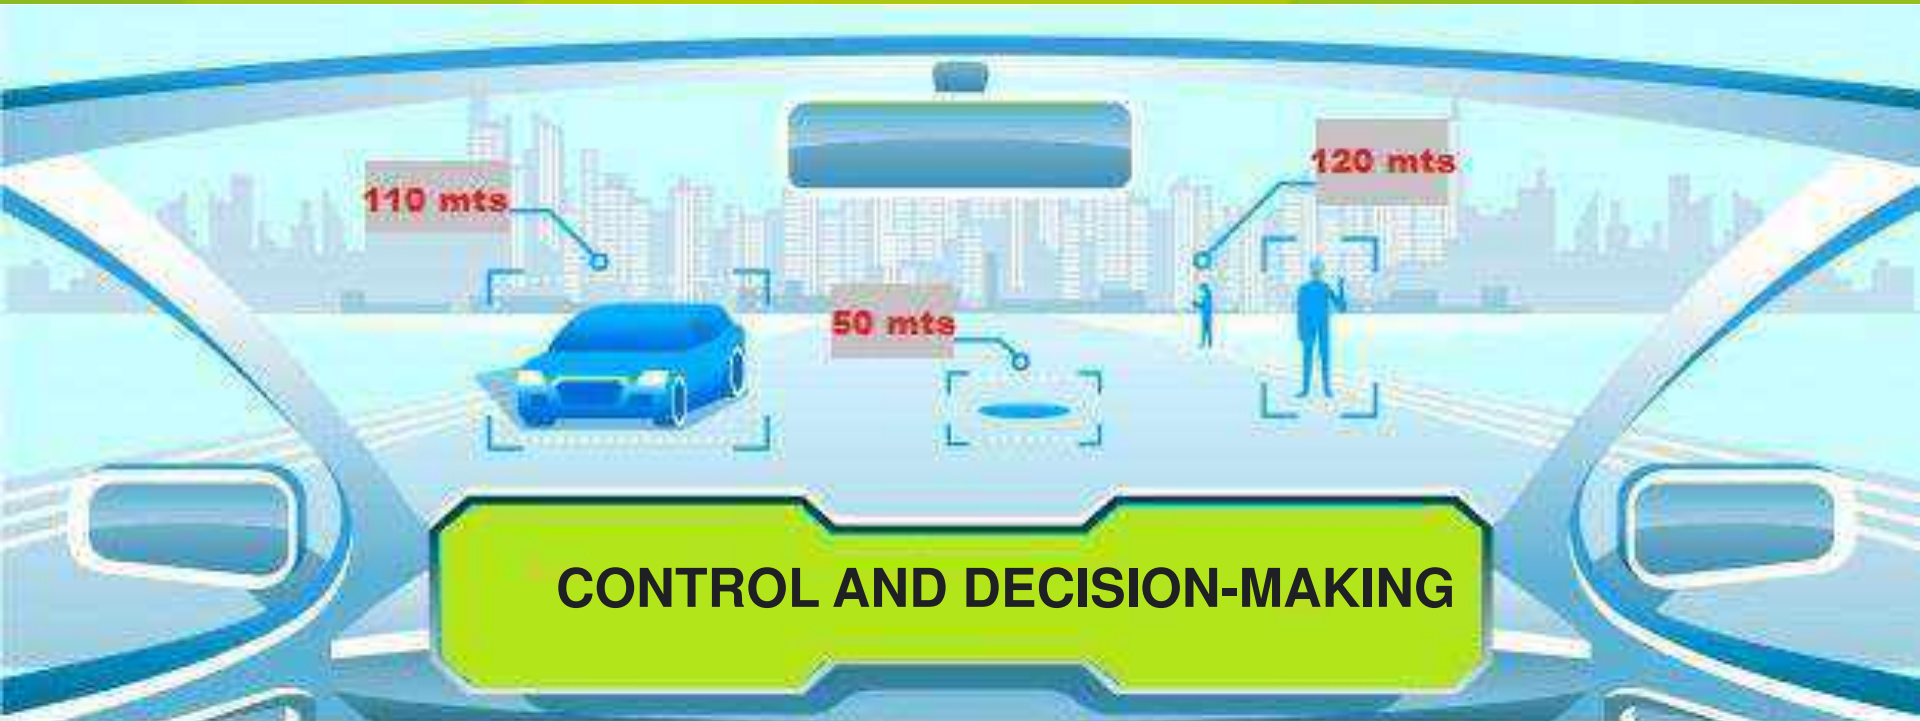 110 mts
120 mts
50 mts
CONTROL AND DECISION-MAKING